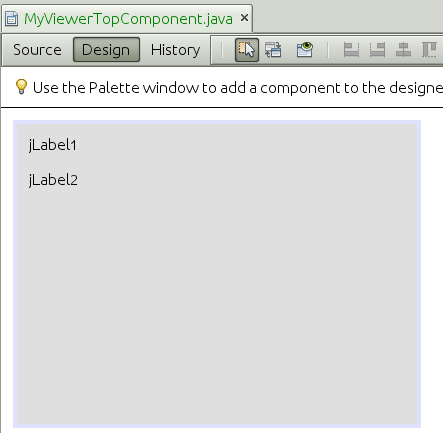 MyViewerTopComponent.java
Source Design History
Use the Palette window to add a component to the designe
jLabel1
jLabel2